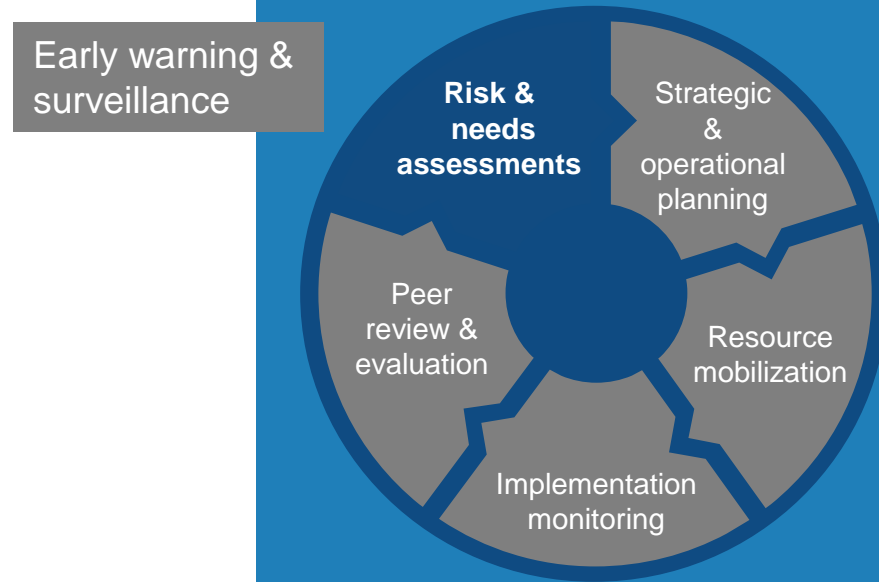 Early warning &
surveillance
Risk &
needs
assessments
Strategic
&
operational
planning
Resource
mobilization
Implementation
monitoring
Peer
review &
evaluation